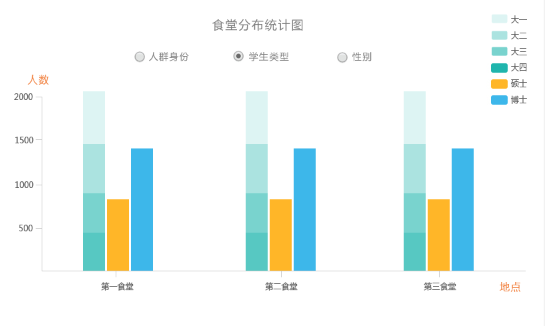 食堂分布统计图
人群身份
学生类型
性别
大一
大二
大三
大四
硕士
博士
人数
2000
1500
1000
500
第一食堂
第二食堂
第三食堂
地点